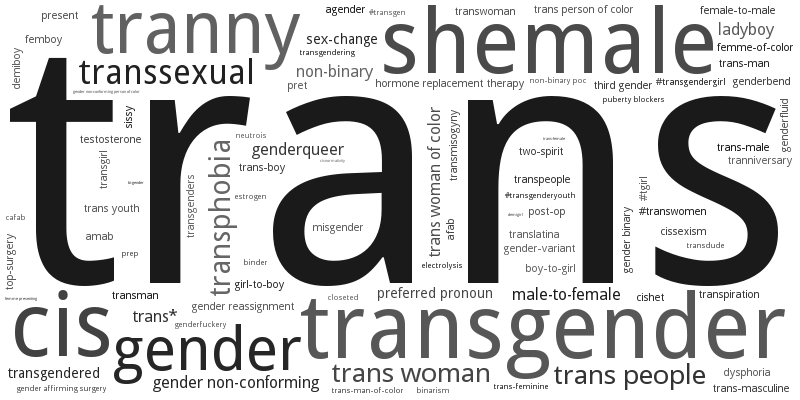 present
agender
#transgen
transwoman
trans person of color
female-to-male
tranny
shemale
ladyboy
femboy
sex-change
femme-of-color
transgendering
demiboy
transsexual
non-binary
trans-man
pret
hormone replacement therapy
non-binary poc
third gender
#transgendergirl
genderbend
gender non-conforming person of color
puberty blockers
trans
sissy
testosterone
neutrois
genderqueer
trans woman of color
transmisogyny
genderfluid
two-spirit
trans-male
tranniversary
transgirl
transphobia
trans-boy
transpeople
#tgirl
transgenders
estrogen
#transgenderyouth
trans youth
post-op
#transwomen
cafab
misgender
afab
translatina
cissexism
amab
gender-variant
gender binary
transdude
top-surgery
prep
binder
electrolysis
boy-to-girl
girl-to-boy
transman
closeted
preferred pronoun
male-to-female
cishet
transpiration
cis
trans*
gender reassignment
transgender
genderfuckery
gender
transgendered
trans woman
trans people
dysphoria
gender affirming surgery
gender non-conforming
trans-man-of-color
binarism
trans-feminine
trans-masculine